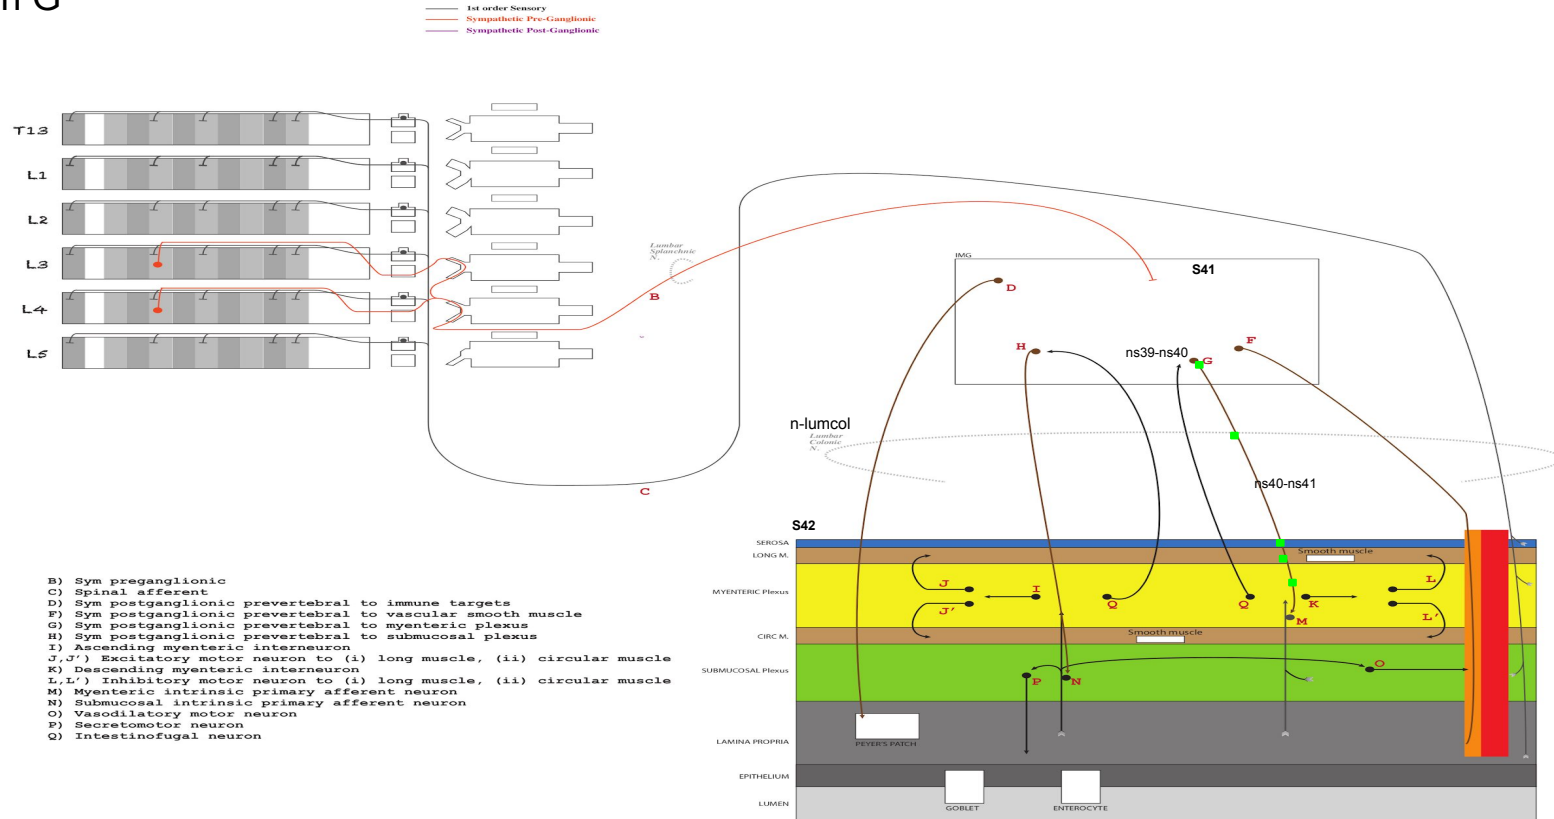 1st order Sensory
Sympathetic Pre-Ganglionic
Sympathetic Post-Ganglionic
T13
L1
L2
L3
L4
L5
Lumbar
Splanchnic
N.
B
C
IMG
S41
D
H
F
G
ns39-ns40
n-lumcol
Lumbar
Colonic
N.
ns40-ns41
S42
SEROSA
LONG M.
Smooth muscle
MYENTERIC Plexus
J
J'
I
Q
Q
K
L
L'
M
CIRC M.
Smooth muscle
SUBMUCOSAL Plexus
P
N
O
LAMINA PROPRIA
PEYER'S PATCH
EPITHELIUM
LUMEN
GOBLET
ENTEROCYTE
B) Sym preganglionic
C) Spinal afferent
D) Sym postganglionic prevertebral to immune targets
F) Sym postganglionic prevertebral to vascular smooth muscle
G) Sym postganglionic prevertebral to myenteric plexus
H) Sym postganglionic prevertebral to submucosal plexus
I) Ascending myenteric interneuron
J,J') Excitatory motor neuron to (i) long muscle, (ii) circular muscle
K) Descending myenteric interneuron
L,L') Inhibitory motor neuron to (i) long muscle, (ii) circular muscle
M) Myenteric intrinsic primary afferent neuron
N) Submucosal intrinsic primary afferent neuron
O) Vasodilatory motor neuron
P) Secretomotor neuron
Q) Intestinofugal neuron